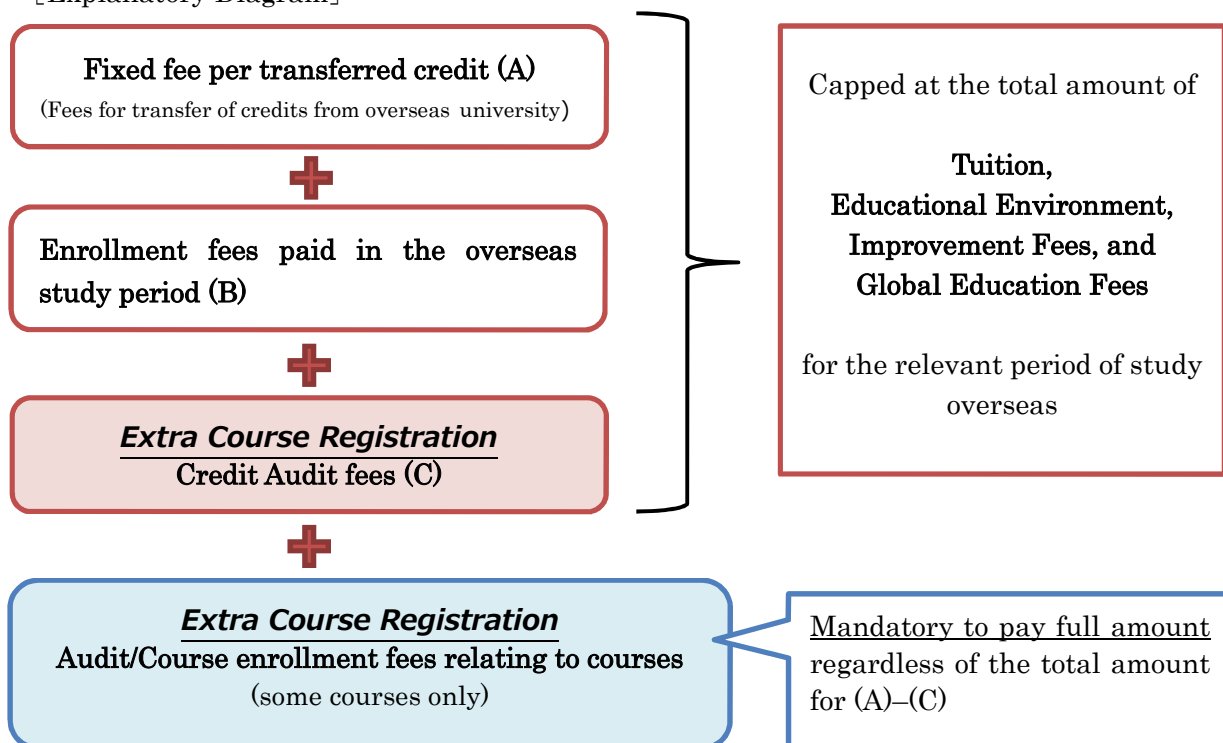 [Explanatory Diagram]
Fixed fee per transferred credit (A)
(Fees for transfer of credits from overseas university)
Enrollment fees paid in the overseas
study period (B)
Extra Course Registration
Credit Audit fees (C)
Capped at the total amount of
Tuition,
Educational Environment,
Improvement Fees, and
Global Education Fees
for the relevant period of study
overseas
Extra Course Registration
Audit/Course enrollment fees relating to courses
(some courses only)
Mandatory to pay full amount
regardless of the total amount
for (A)–(C)